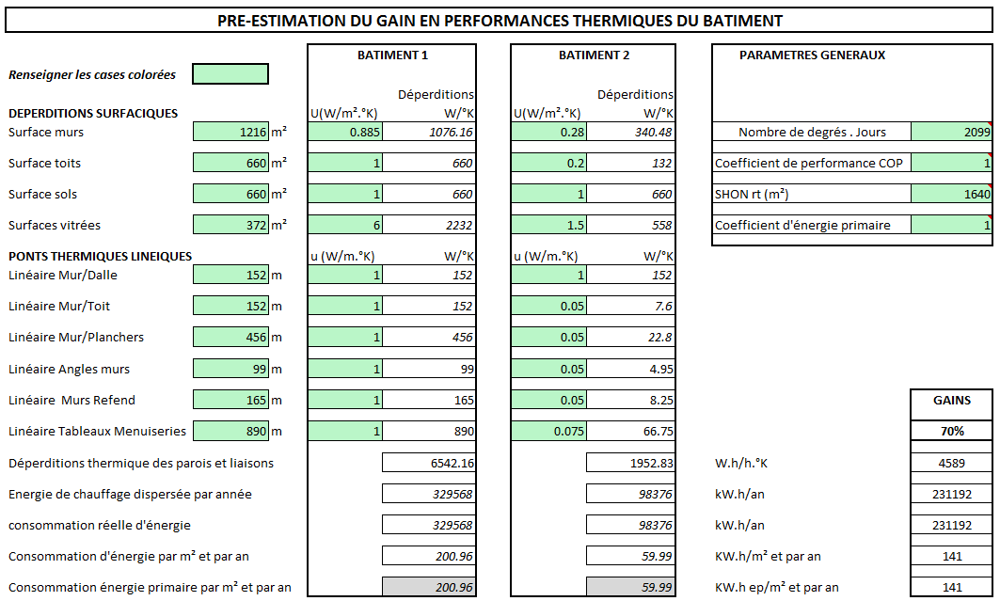 PRE-ESTIMATION DU GAIN EN PERFORMANCES THERMIQUES DU BATIMENT
BATIMENT 1 BATIMENT 2 PARAMETRES GENERAUX
Renseigner les cases colorées
Déperditions Déperditions
DEPERDITIONS SURFACIQUES U(W/m².°K) W/°K U(W/m².°K) W/°K
Surface murs 1216 m² 0.885 1076.16 0.28 340.48 Nombre de degrés . Jours 2099
Surface toits 660 m² 1 660 0.2 132 Coefficient de performance COP 1
Surface sols 660 m² 1 660 1 660 SHON rt (m²) 1640
Surfaces vitrées 372 m² 6 2232 1.5 558 Coefficient d'énergie primaire 1
PONTS THERMIQUES LINEIQUES u (W/m.°K) W/°K u (W/m.°K) W/°K
Linéaire Mur/Dalle 152 m 1 152 1 152
Linéaire Mur/Toit 152 m 1 152 0.05 7.6
Linéaire Mur/Planchers 456 m 1 456 0.05 22.8
Linéaire Angles murs 99 m 1 99 0.05 4.95
Linéaire Murs Refend 165 m 1 165 0.05 8.25 GAINS
Linéaire Tableaux Menuiseries 890 m 1 890 0.075 66.75 70%
Déperditions thermique des parois et liaisons 6542.16 1952.83 W.h/h.°K 4589
Energie de chauffage dispersée par année 329568 98376 kW.h/an 231192
consommation réelle d'énergie 329568 98376 kW.h/an 231192
Consommation d'énergie par m² et par an 200.96 59.99 KW.h/m² et par an 141
Consommation énergie primaire par m² et par an 200.96 59.99 KW.h ep/m² et par an 141